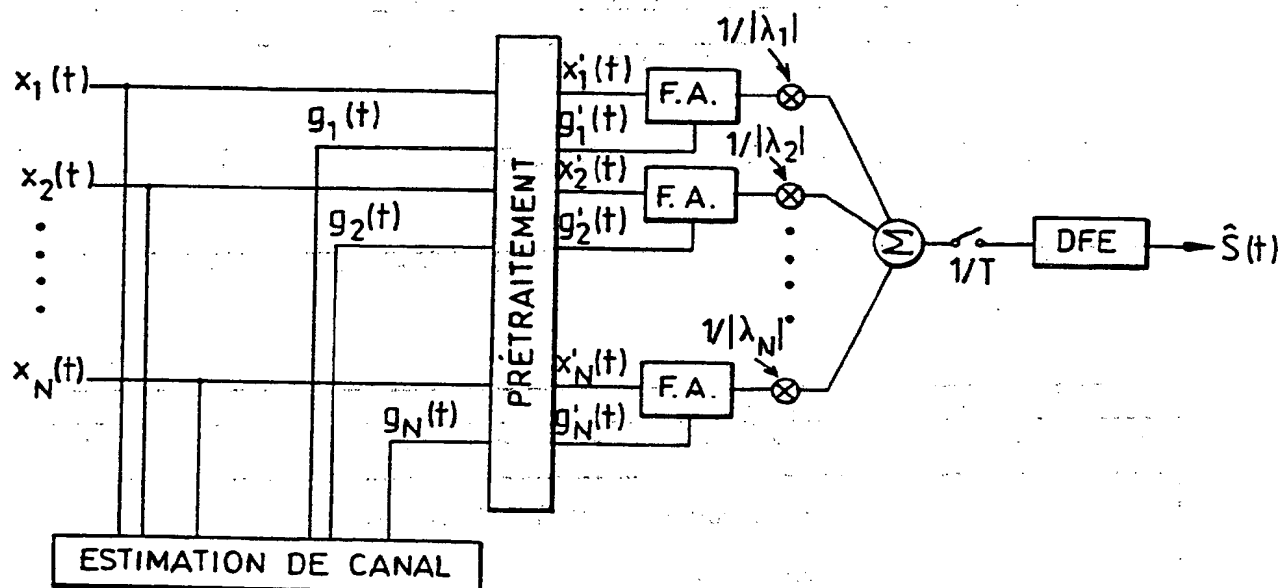 1/|λ1|
x1(t)
x'1(t)
F.A.
g1(t)
g'1(t)
1/|λ2|
x2(t)
x'2(t)
F.A.
g2(t)
g'2(t)
PRÉTRAITEMENT
Σ
1/T
DFE
Ŝ(t)
1/|λN|
xN(t)
x'N(t)
F.A.
gN(t)
g'N(t)
ESTIMATION DE CANAL